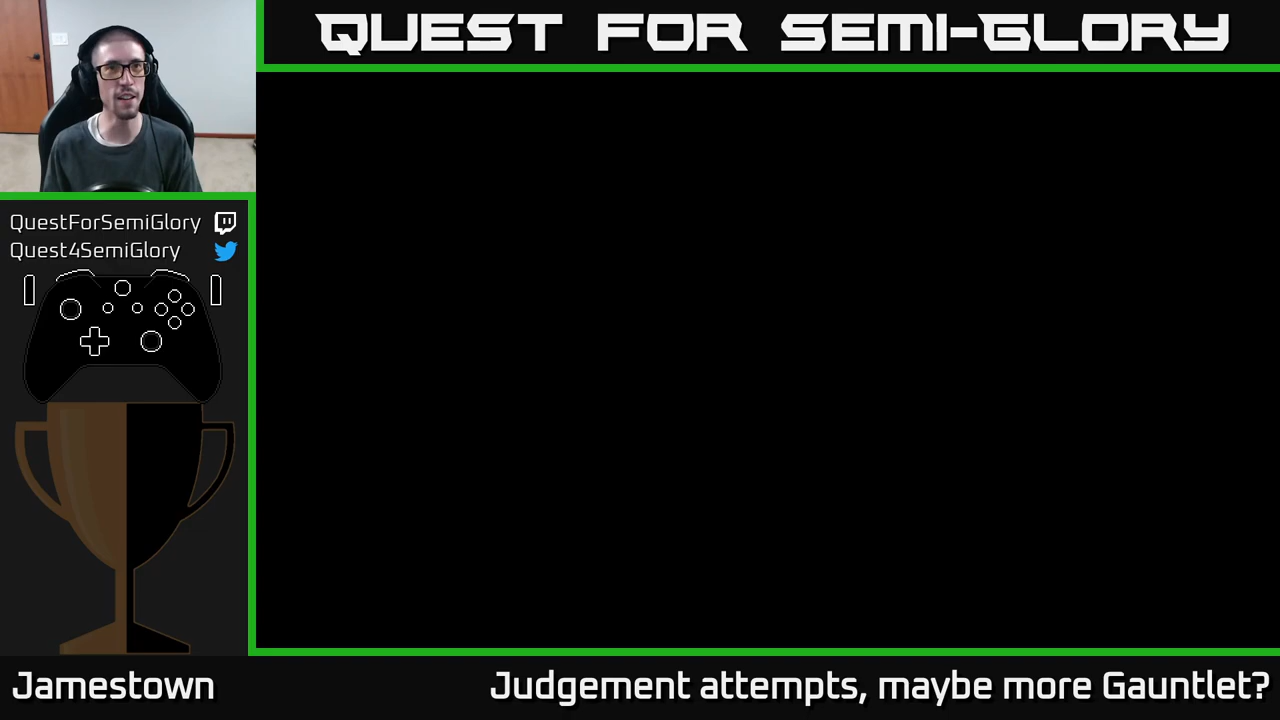 QUEST FOR SEMI-GLORY
QuestForSemiGlory
Quest4SemiGlory
Jamestown
Judgement attempts, maybe more Gauntlet?